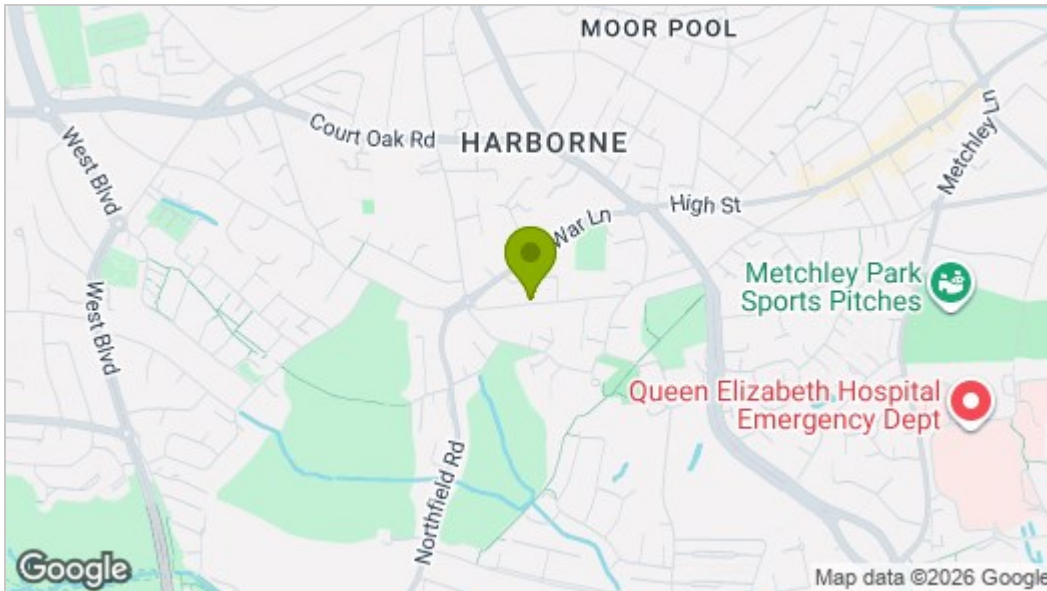 MOOR POOL
Court Oak Rd
HARBORNE
Metchley Ln
West Blvd
High St
War Ln
Metchley Park
Sports Pitches
West Blvd
Queen Elizabeth Hospital
Emergency Dept
Northfield Rd
Google
Map data ©2026 Google